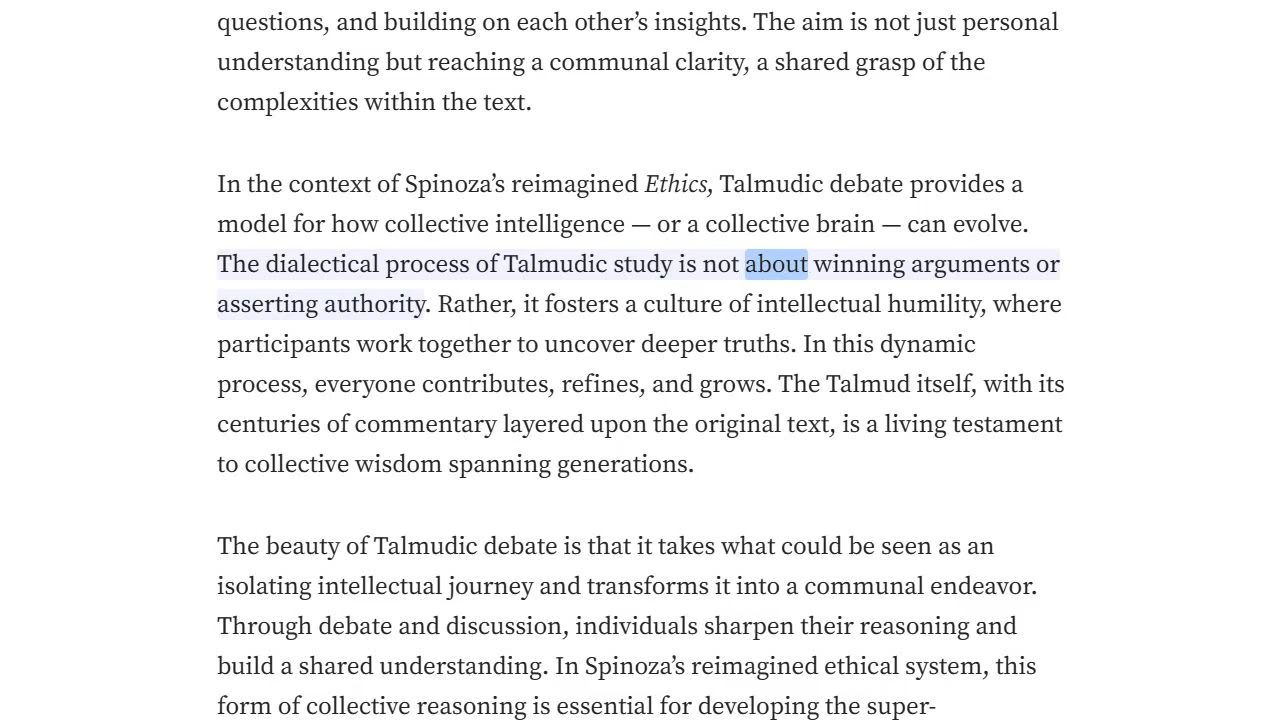 questions, and building on each other’s insights. The aim is not just personal
understanding but reaching a communal clarity, a shared grasp of the
complexities within the text.
In the context of Spinoza’s reimagined Ethics, Talmudic debate provides a
model for how collective intelligence — or a collective brain — can evolve.
The dialectical process of Talmudic study is not about winning arguments or
asserting authority. Rather, it fosters a culture of intellectual humility, where
participants work together to uncover deeper truths. In this dynamic
process, everyone contributes, refines, and grows. The Talmud itself, with its
centuries of commentary layered upon the original text, is a living testament
to collective wisdom spanning generations.
The beauty of Talmudic debate is that it takes what could be seen as an
isolating intellectual journey and transforms it into a communal endeavor.
Through debate and discussion, individuals sharpen their reasoning and
build a shared understanding. In Spinoza’s reimagined ethical system, this
form of collective reasoning is essential for developing the super-